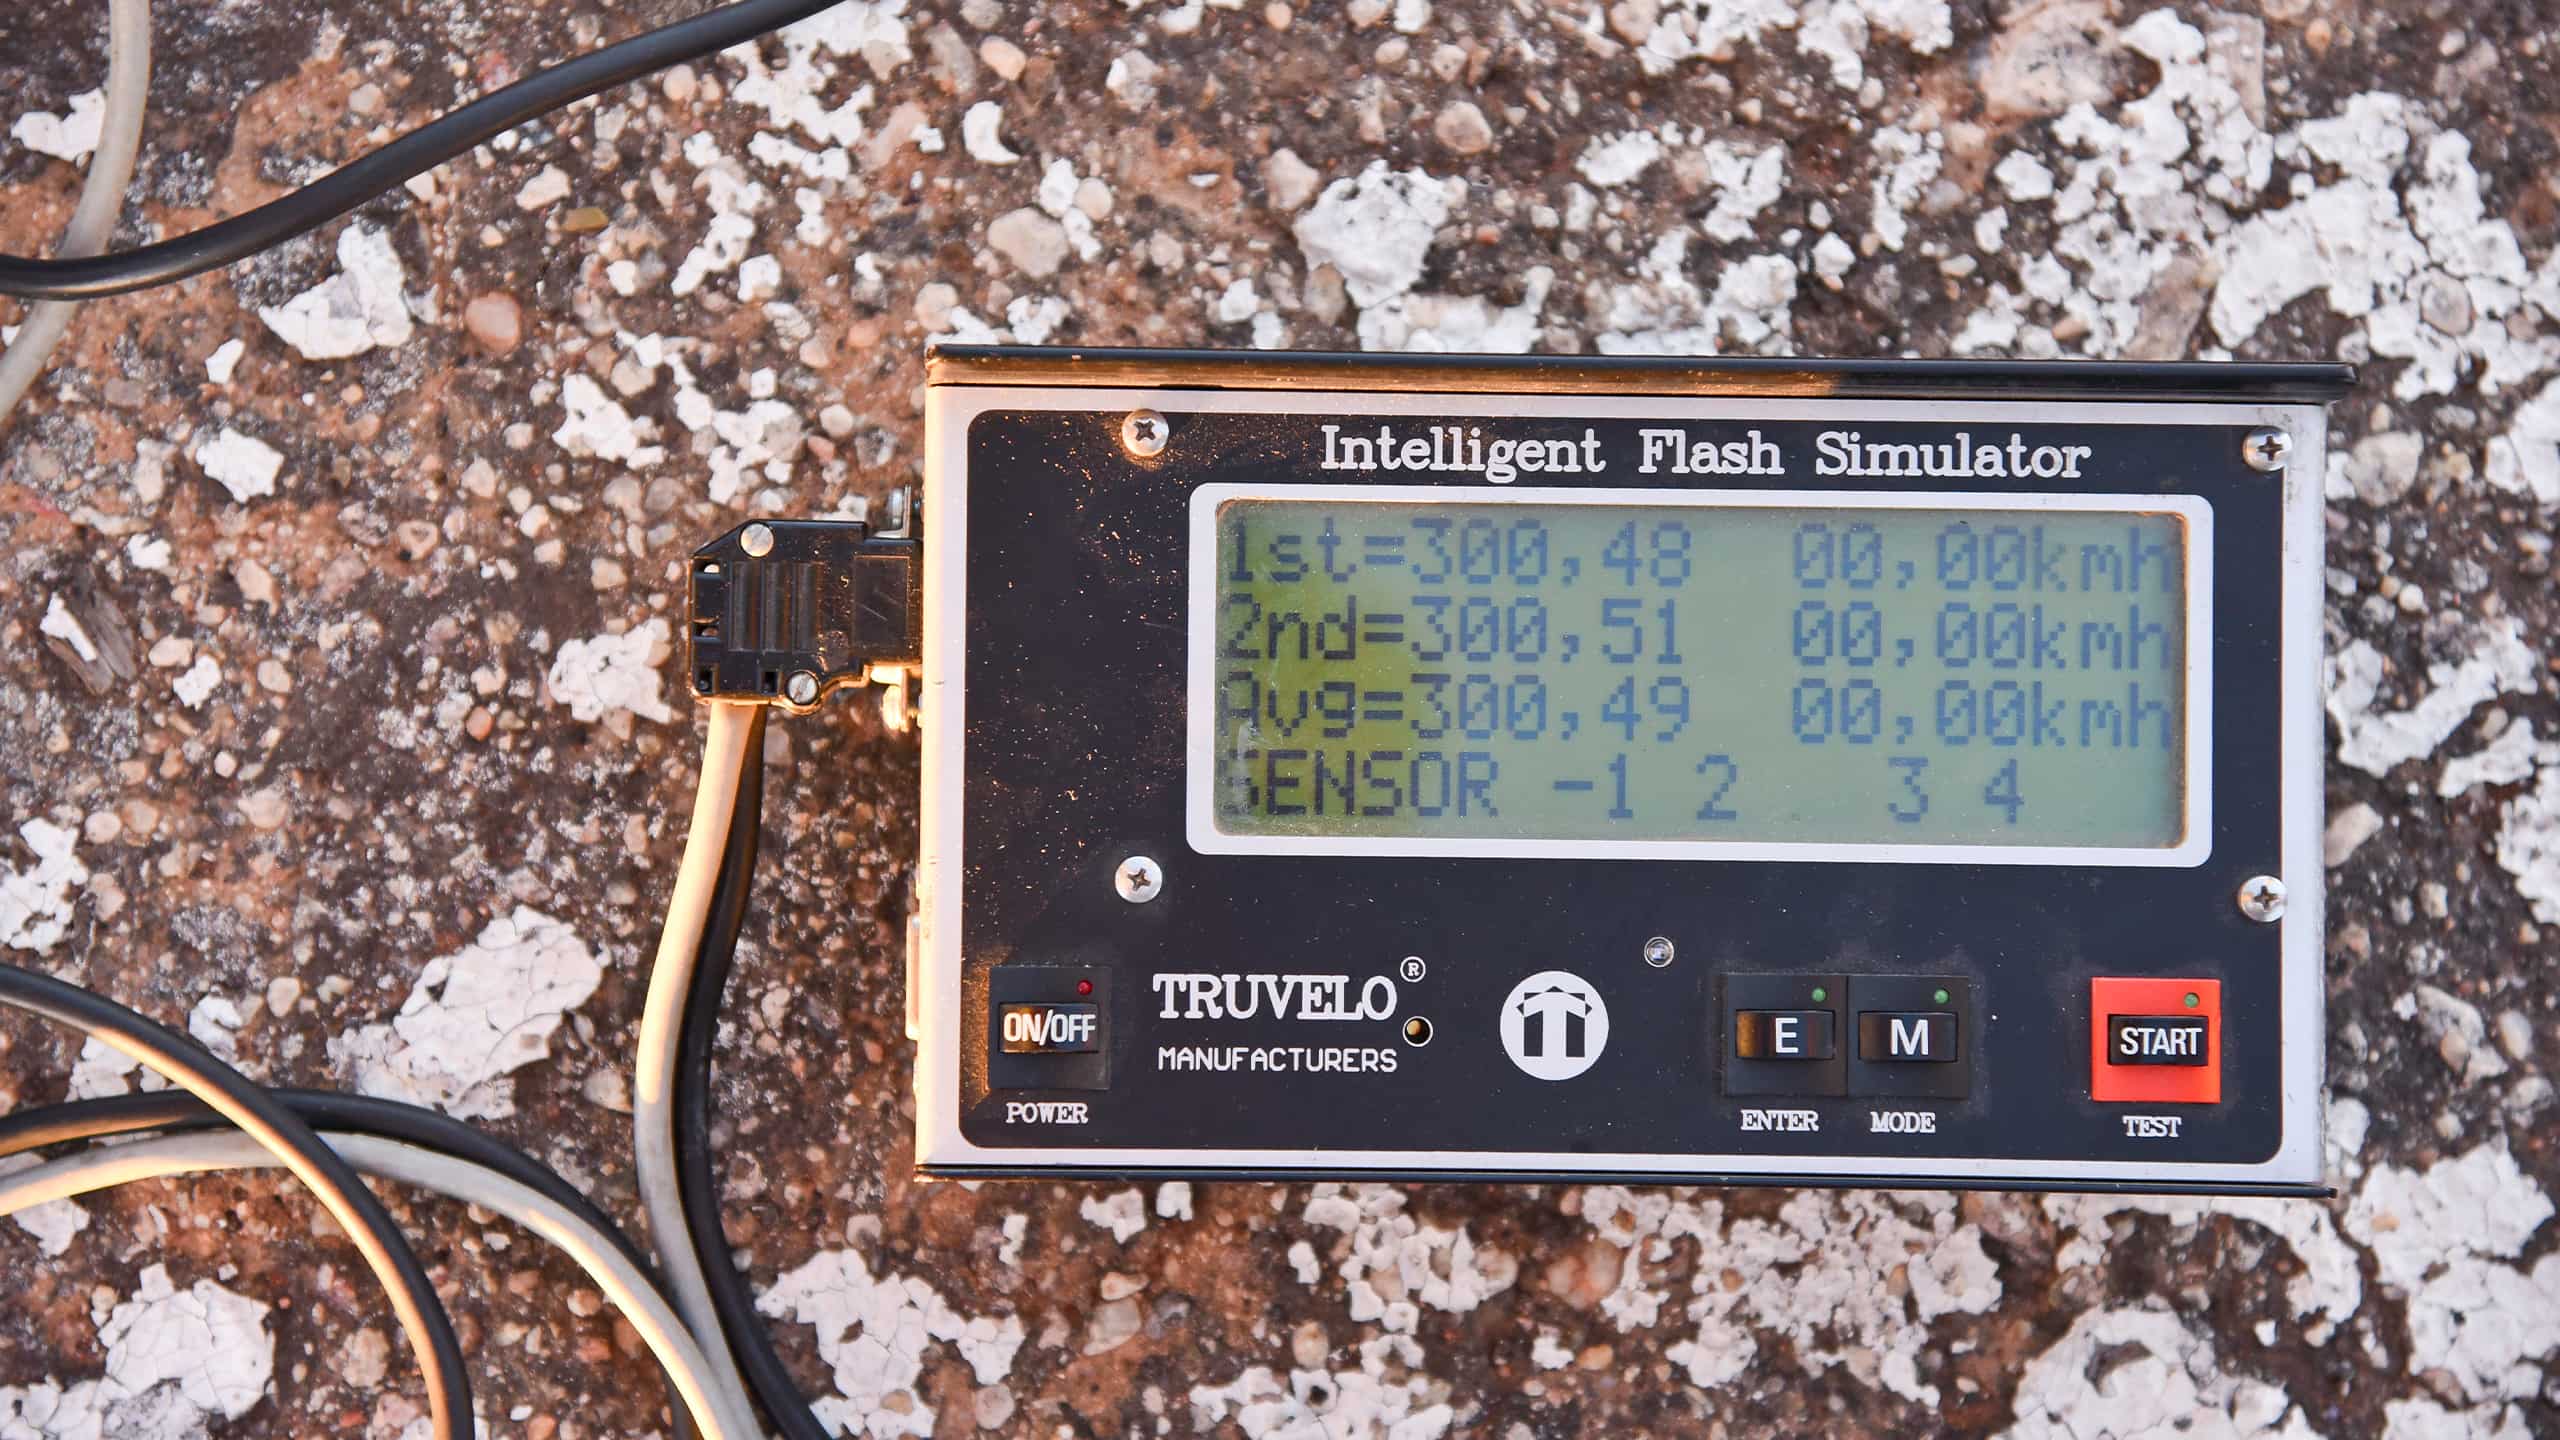 Intelligent Flash Simulator
1st=300,48 00,00kmh
2nd=300,51 00,00kmh
Avg=300,49 00,00kmh
SENSOR -1 2 3 4
TRUVELO®
MANUFACTURERS
ON/OFF
POWER
E
ENTER
M
MODE
START
TEST